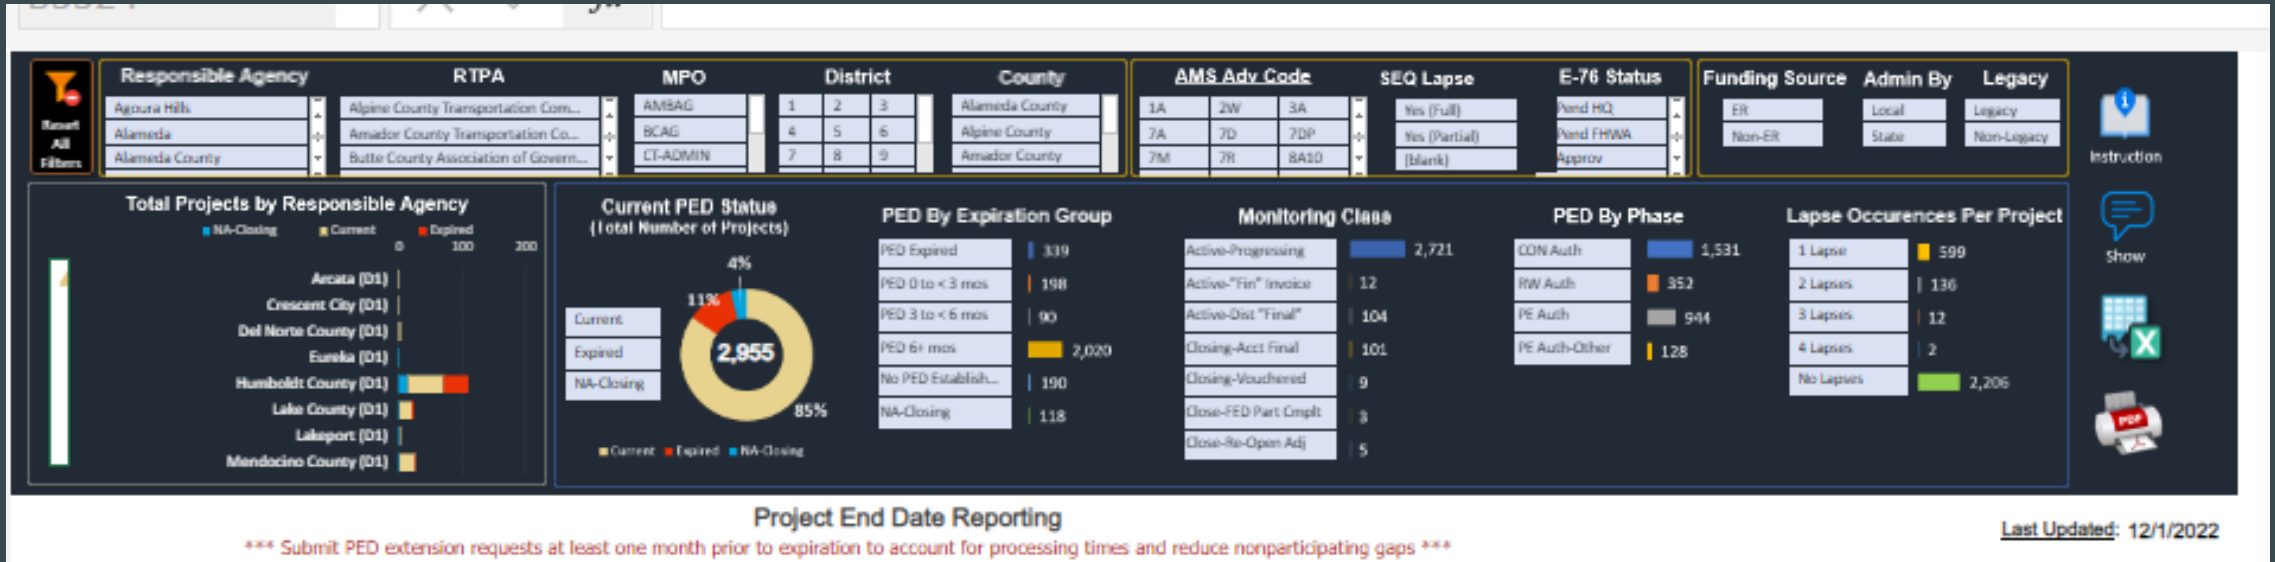 Responsible Agency
Agoura Hills
Alameda
Alameda County
RTPA
Alpine County Transportation Com...
Amador County Transportation Co...
Butte County Association of Govern...
MPO
AMBAG
BCAG
CT-ADMIN
District
1 2 3
4 5 6
7 8 9
County
Alameda County
Alpine County
Amador County
AMS Adv Code
1A 2W 3A
7A 7D 7DP
7M 7R 8A10
SEQ Lapse
Yes (Full)
Yes (Partial)
(blank)
E-76 Status
Pend HQ
Pend FHWA
Approv
Funding Source
ER
Non-ER
Admin By
Local
State
Legacy
Legacy
Non-Legacy
Reset
All
Filters
Instruction
Show
PDF
Total Projects by Responsible Agency
NA-Closing Current Expired
0 100 200
Arcata (D1)
Crescent City (D1)
Del Norte County (D1)
Eureka (D1)
Humboldt County (D1)
Lake County (D1)
Lakeport (D1)
Mendocino County (D1)
Current PED Status
(Total Number of Projects)
Current
Expired
NA-Closing
4%
11%
2,955
85%
Current Expired NA-Closing
PED By Expiration Group
PED Expired 339
PED 0 to < 3 mos 198
PED 3 to < 6 mos 90
PED 6+ mos 2,020
No PED Establish... 190
NA-Closing 118
Monitoring Class
Active-Progressing 2,721
Active-"Fin" Invoice 12
Active-Dist "Final" 104
Closing-Acct Final 101
Closing-Vouchered 9
Close-FED Part Cmplt 3
Close-Re-Open Adj 5
PED By Phase
CON Auth 1,531
RW Auth 352
PE Auth 944
PE Auth-Other 128
Lapse Occurences Per Project
1 Lapse 599
2 Lapses 136
3 Lapses 12
4 Lapses 2
No Lapses 2,206
Project End Date Reporting
*** Submit PED extension requests at least one month prior to expiration to account for processing times and reduce nonparticipating gaps ***
Last Updated: 12/1/2022